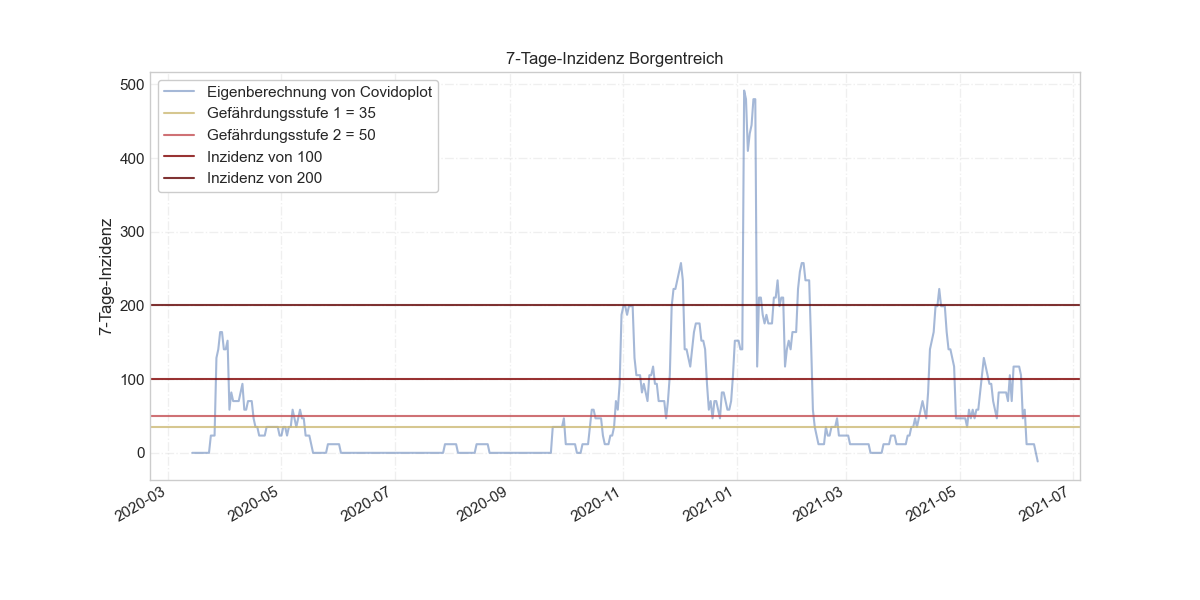 7-Tage-Inzidenz Borgentreich
500
400
300
200
100
0
7-Tage-Inzidenz
Eigenberechnung von Covidoplot
Gefährdungsstufe 1 = 35
Gefährdungsstufe 2 = 50
Inzidenz von 100
Inzidenz von 200
2020-03
2020-05
2020-07
2020-09
2020-11
2021-01
2021-03
2021-05
2021-07